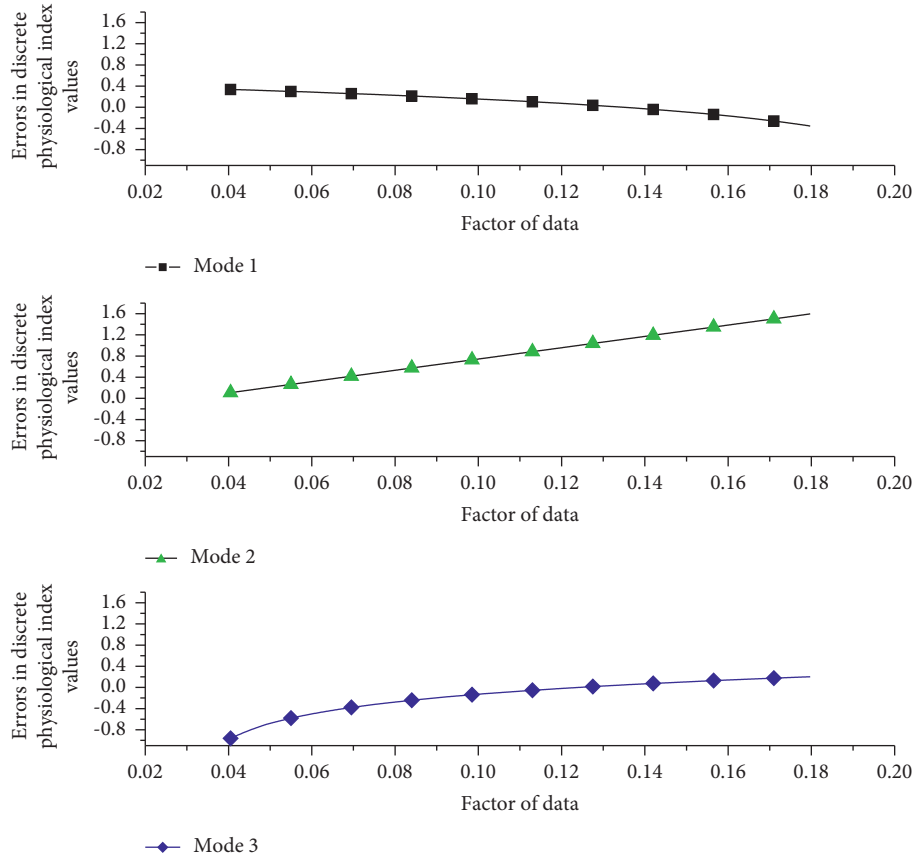 Errors in discrete
physiological index
values
1.6
1.2
0.8
0.4
0.0
-0.4
-0.8
0.02 0.04 0.06 0.08 0.10 0.12 0.14 0.16 0.18 0.20
Factor of data
Mode 1
Errors in discrete
physiological index
values
1.6
1.2
0.8
0.4
0.0
-0.4
-0.8
0.02 0.04 0.06 0.08 0.10 0.12 0.14 0.16 0.18 0.20
Factor of data
Mode 2
Errors in discrete
physiological index
values
1.6
1.2
0.8
0.4
0.0
-0.4
-0.8
0.02 0.04 0.06 0.08 0.10 0.12 0.14 0.16 0.18 0.20
Factor of data
Mode 3